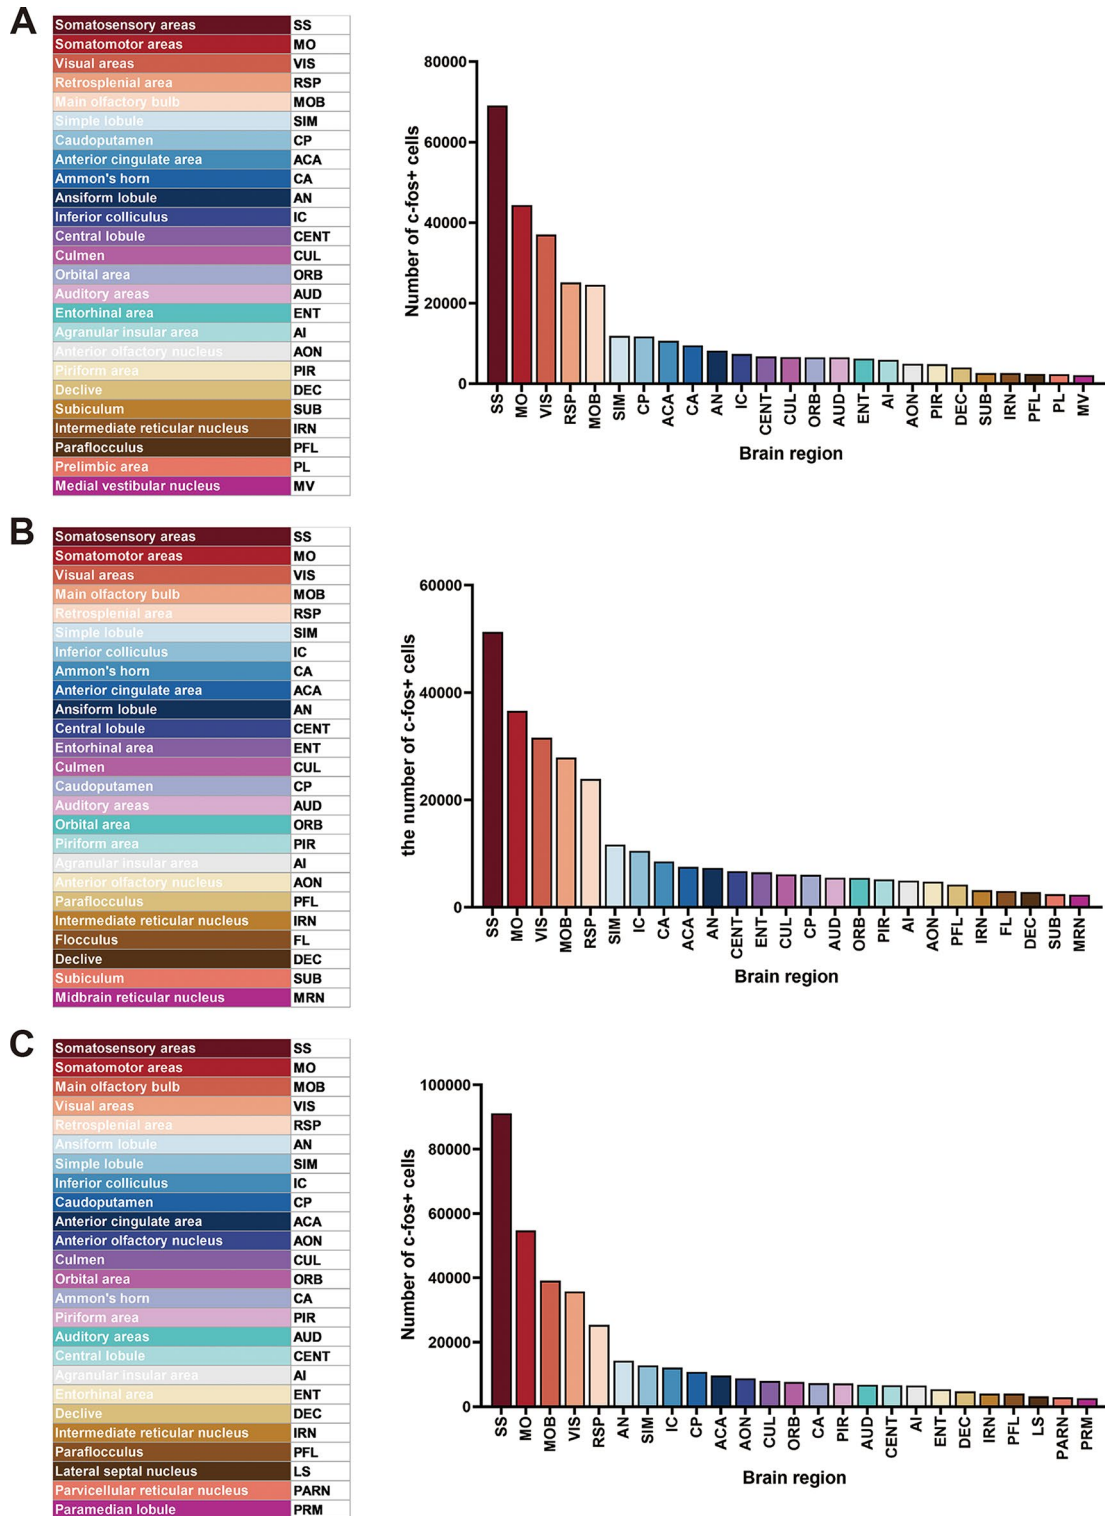 A
Somatosensory areas SS
Somatomotor areas MO
Visual areas VIS
Retrosplenial area RSP
Main olfactory bulb MOB
Simple lobule SIM
Caudoputamen CP
Anterior cingulate area ACA
Ammon's horn CA
Ansiform lobule AN
Inferior colliculus IC
Central lobule CENT
Culmen CUL
Orbital area ORB
Auditory areas AUD
Entorhinal area ENT
Agranular insular area AI
Anterior olfactory nucleus AON
Piriform area PIR
Declive DEC
Subiculum SUB
Intermediate reticular nucleus IRN
Paraflocculus PFL
Prelimbic area PL
Medial vestibular nucleus MV
Number of c-fos+ cells
80000
60000
40000
20000
0
SS MO VIS RSP MOB SIM CP ACA CA AN IC CENT CUL ORB AUD ENT AI AON PIR DEC SUB IRN PFL PL MV
Brain region
B
Somatosensory areas SS
Somatomotor areas MO
Visual areas VIS
Main olfactory bulb MOB
Retrosplenial area RSP
Simple lobule SIM
Inferior colliculus IC
Ammon's horn CA
Anterior cingulate area ACA
Ansiform lobule AN
Central lobule CENT
Entorhinal area ENT
Culmen CUL
Caudoputamen CP
Auditory areas AUD
Orbital area ORB
Piriform area PIR
Agranular insular area AI
Anterior olfactory nucleus AON
Paraflocculus PFL
Intermediate reticular nucleus IRN
Flocculus FL
Declive DEC
Subiculum SUB
Midbrain reticular nucleus MRN
the number of c-fos+ cells
60000
40000
20000
0
SS MO VIS MOB RSP SIM IC CA ACA AN CENT ENT CUL CP AUD ORB PIR AI AON PFL IRN FL DEC SUB MRN
Brain region
C
Somatosensory areas SS
Somatomotor areas MO
Main olfactory bulb MOB
Visual areas VIS
Retrosplenial area RSP
Ansiform lobule AN
Simple lobule SIM
Inferior colliculus IC
Caudoputamen CP
Anterior cingulate area ACA
Anterior olfactory nucleus AON
Culmen CUL
Orbital area ORB
Ammon's horn CA
Piriform area PIR
Auditory areas AUD
Central lobule CENT
Agranular insular area AI
Entorhinal area ENT
Declive DEC
Intermediate reticular nucleus IRN
Paraflocculus PFL
Lateral septal nucleus LS
Parvicellular reticular nucleus PARN
Paramedian lobule PRM
Number of c-fos+ cells
100000
80000
60000
40000
20000
0
SS MO MOB VIS RSP AN SIM IC CP ACA AON CUL ORB CA PIR AUD CENT AI ENT DEC IRN PFL LS PARN PRM
Brain region